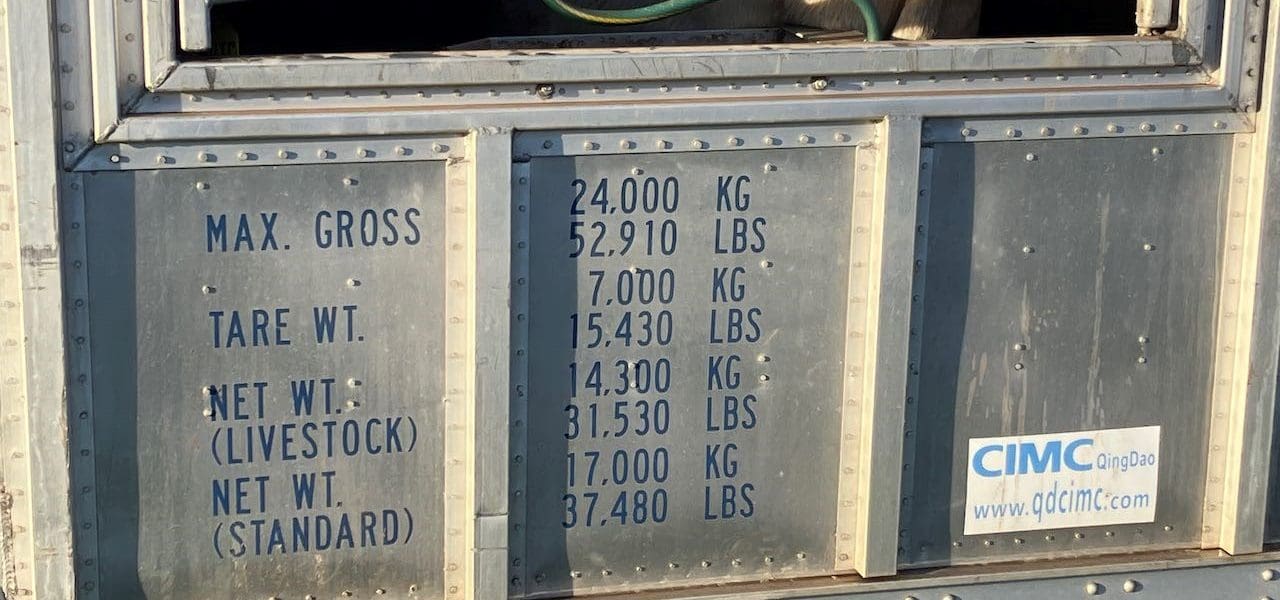 MAX. GROSS
24,000 KG
52,910 LBS
TARE WT.
7,000 KG
15,430 LBS
NET WT.
(LIVESTOCK)
14,300 KG
31,530 LBS
NET WT.
(STANDARD)
17,000 KG
37,480 LBS
CIMC QingDao
www.qdcimc.com